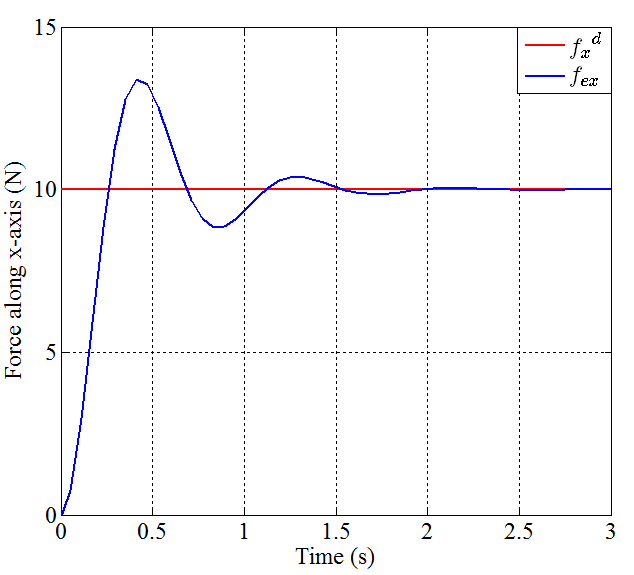 15
f_x^d
f_ex
10
5
0
0 0.5 1 1.5 2 2.5 3
Time (s)
Force along x-axis (N)